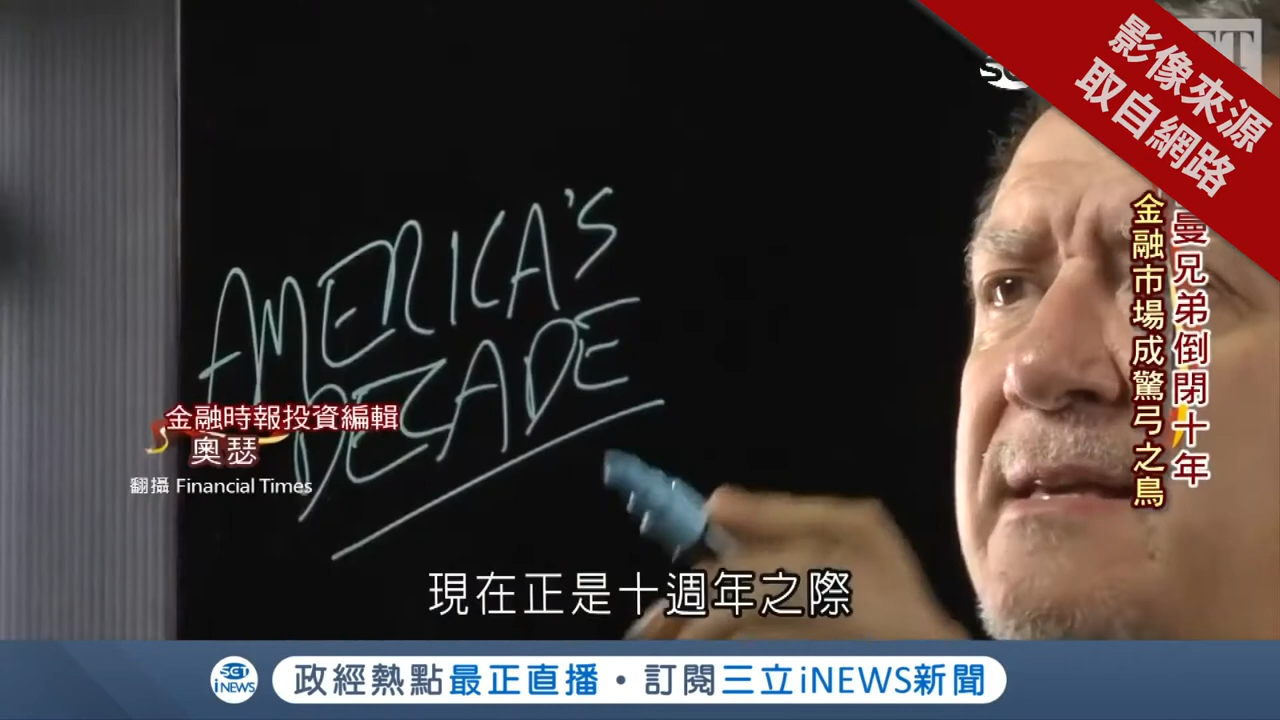 影像來源
取自網路
曼兄弟倒閉十年
金融市場成驚弓之鳥
AMERICA'S
DECADE
金融時報投資編輯
奧瑟
翻攝 Financial Times
現在正是十週年之際
SET
iNEWS
政經熱點最正直播・訂閱三立iNEWS新聞